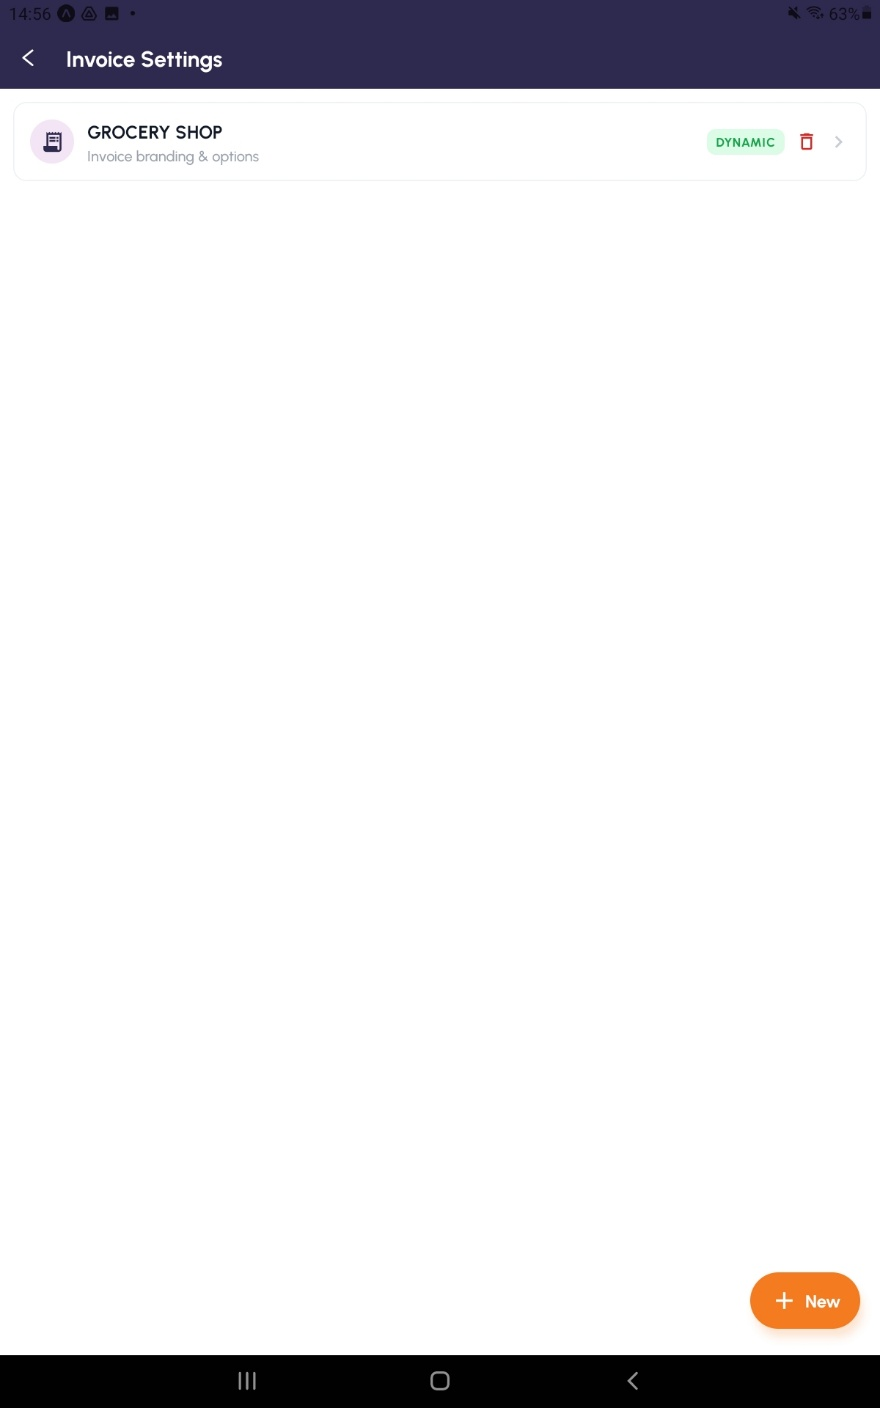 14:56
63%
Invoice Settings
GROCERY SHOP
Invoice branding & options
DYNAMIC
New